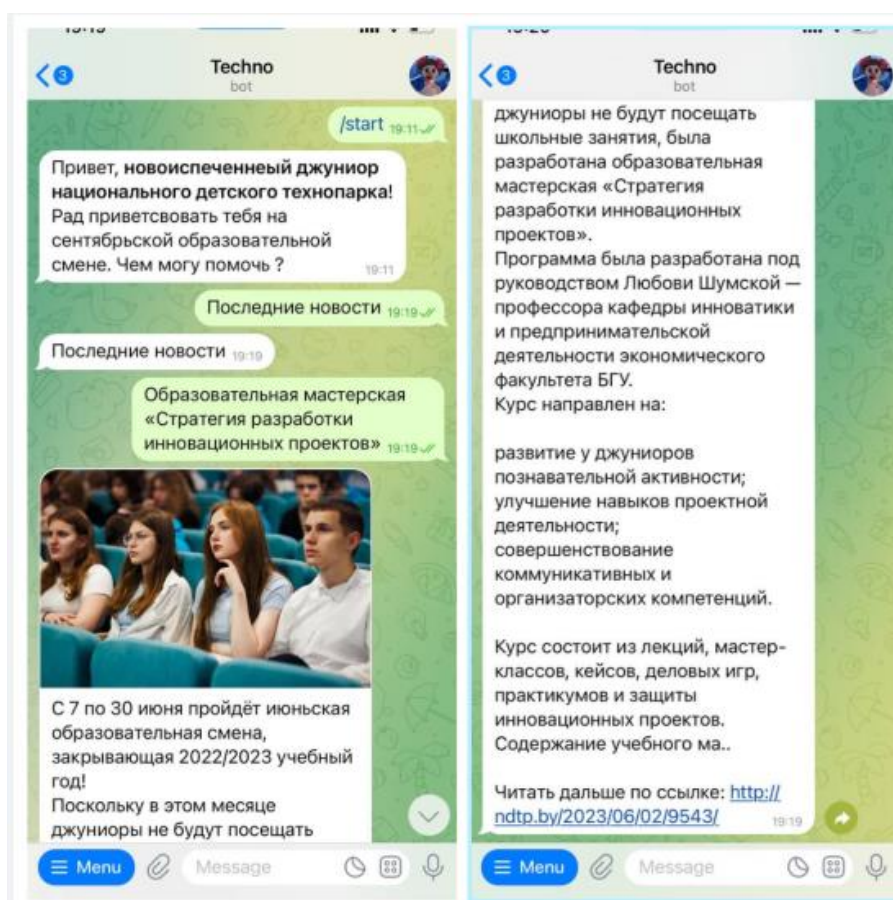 3
Techno
bot
/start 19:11
Привет, новоиспеченнеый джуниор
национального детского технопарка!
Рад приветсвовать тебя на
сентябрьской образовательной
смене. Чем могу помочь ?
19:11
Последние новости 19:19
Последние новости 19:19
Образовательная мастерская
«Стратегия разработки
инновационных проектов» 19:19
С 7 по 30 июня пройдёт июньская
образовательная смена,
закрывающая 2022/2023 учебный
год!
Поскольку в этом месяце
джуниоры не будут посещать
Menu
Message
3
Techno
bot
джуниоры не будут посещать
школьные занятия, была
разработана образовательная
мастерская «Стратегия
разработки инновационных
проектов».
Программа была разработана под
руководством Любови Шумской —
профессора кафедры инноватики
и предпринимательской
деятельности экономического
факультета БГУ.
Курс направлен на:
развитие у джуниоров
познавательной активности;
улучшение навыков проектной
деятельности;
совершенствование
коммуникативных и
организаторских компетенций.
Курс состоит из лекций, мастер-
классов, кейсов, деловых игр,
практикумов и защиты
инновационных проектов.
Содержание учебного ма..
Читать дальше по ссылке: http://
ndtp.by/2023/06/02/9543/
19:19
Menu
Message